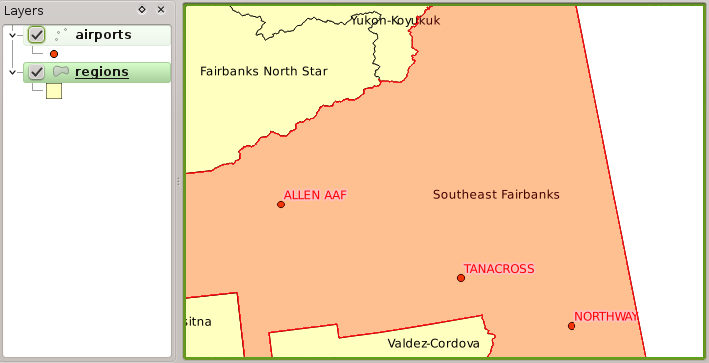 Layers
airports
regions
Yukon-Koyukuk
Fairbanks North Star
ALLEN AAF
Southeast Fairbanks
TANACROSS
NORTHWAY
sitna
Valdez-Cordova